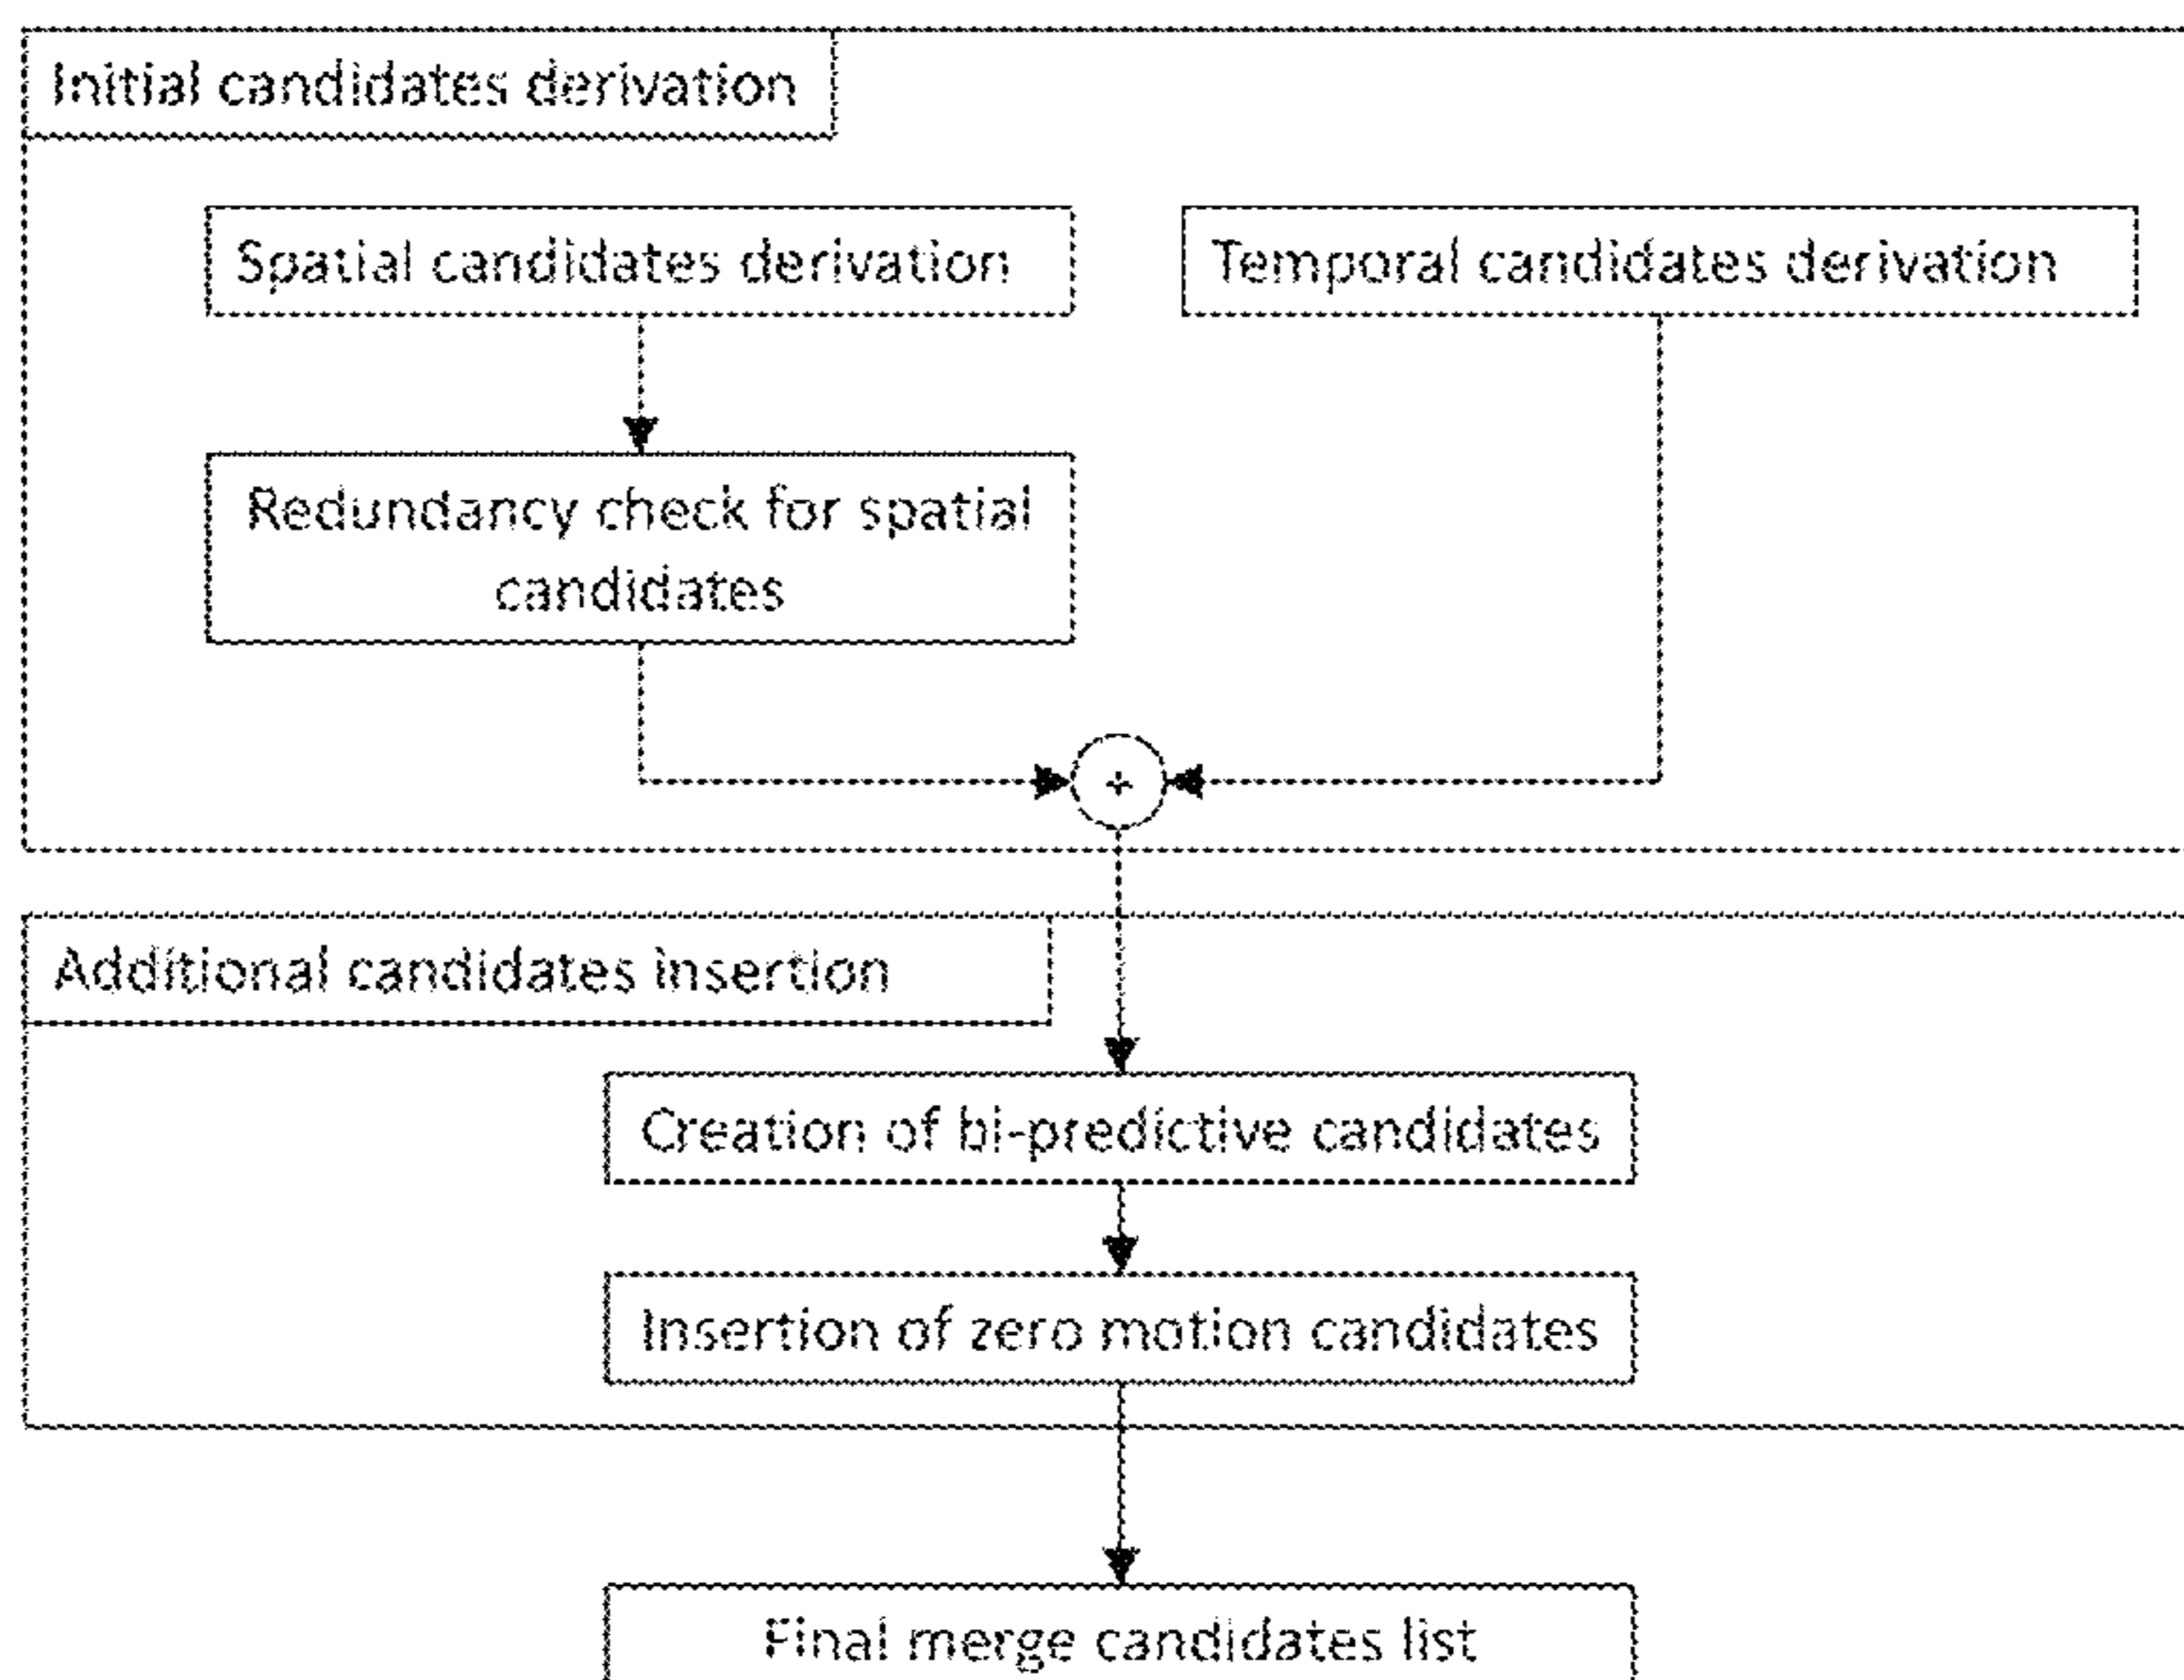 Initial candidates derivation
Spatial candidates derivation
Temporal candidates derivation
Redundancy check for spatial
candidates
+
Additional candidates insertion
Creation of bi-predictive candidates
Insertion of zero motion candidates
Final merge candidates list